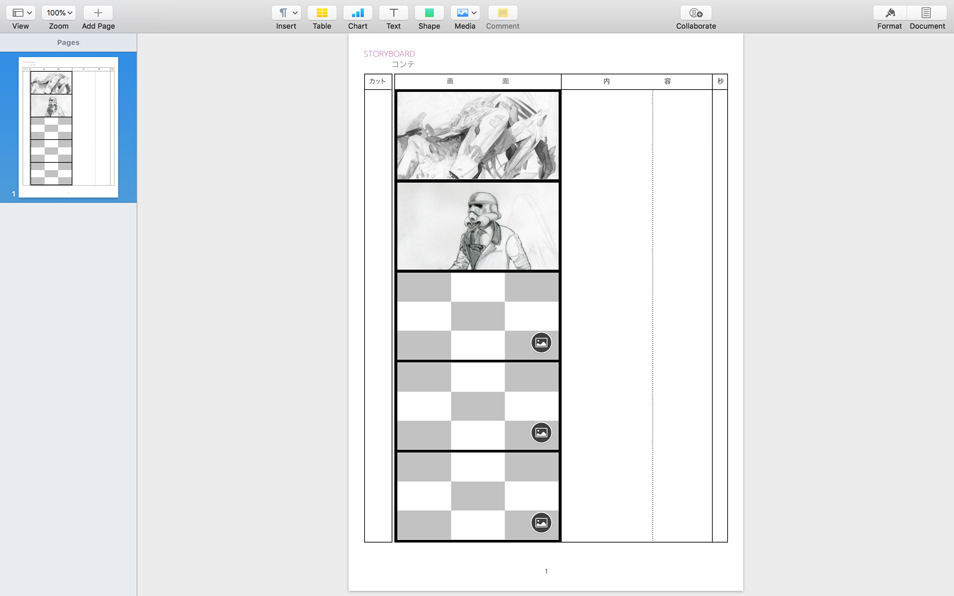 100%
View
Zoom
Add Page
Insert
Table
Chart
Text
Shape
Media
Comment
Collaborate
Format
Document
Pages
1
STORYBOARD
コンテ
カット 画 面 内 容 秒
1